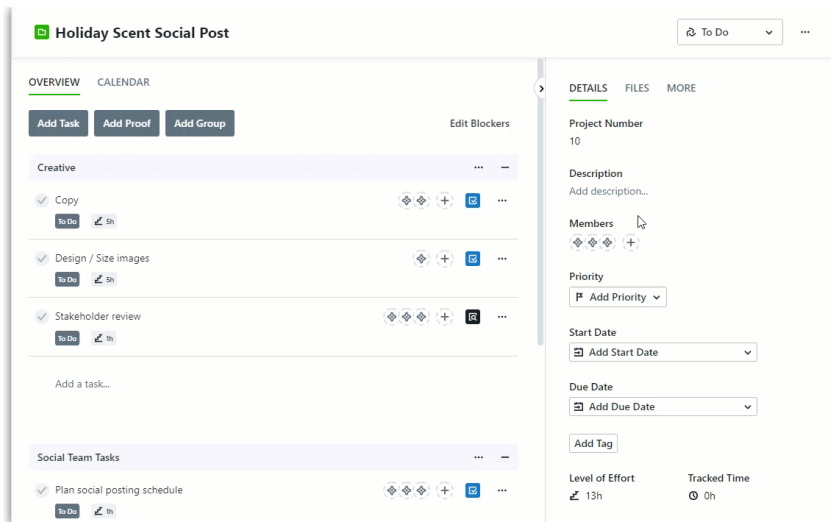 Holiday Scent Social Post
To Do
OVERVIEW CALENDAR
Add Task Add Proof Add Group Edit Blockers
Creative
Copy
To Do 5h
Design / Size images
To Do 5h
Stakeholder review
To Do 1h
Add a task...
Social Team Tasks
Plan social posting schedule
To Do 1h
DETAILS FILES MORE
Project Number
10
Description
Add description...
Members
Priority
Add Priority
Start Date
Add Start Date
Due Date
Add Due Date
Add Tag
Level of Effort Tracked Time
13h 0h